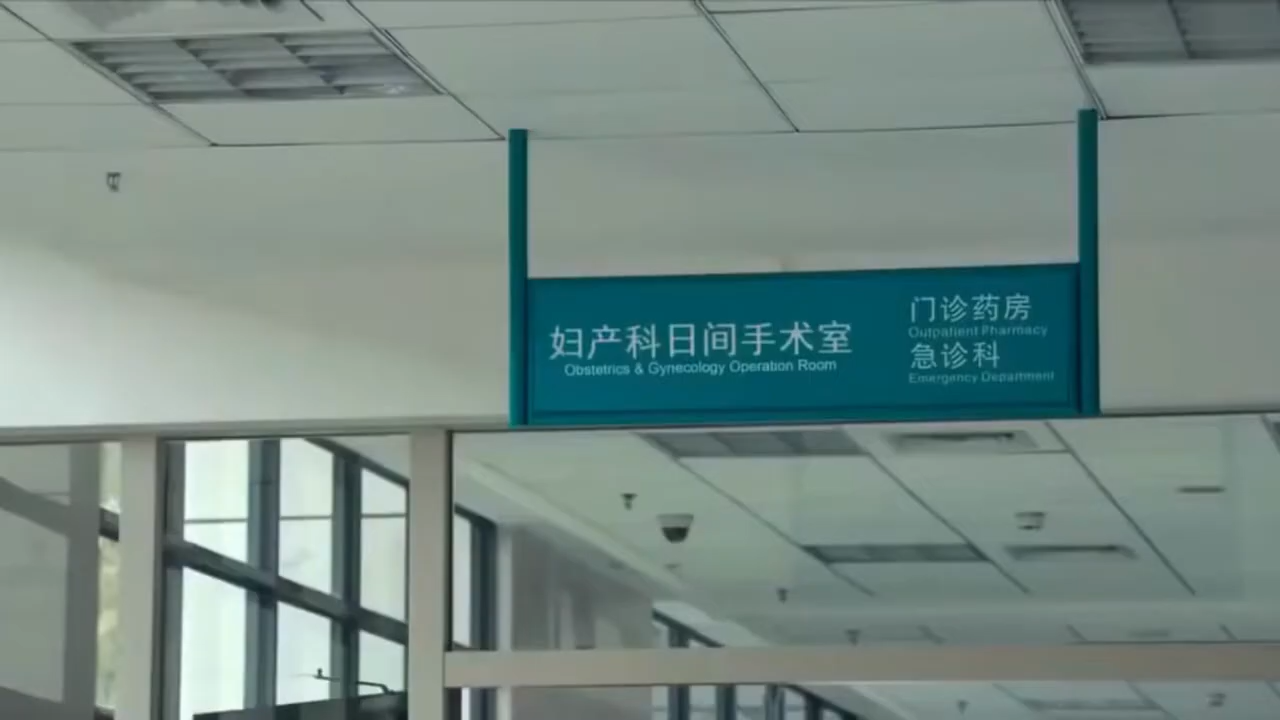 妇产科日间手术室
Obstetrics & Gynecology Operation Room
门诊药房
Outpatient Pharmacy
急诊科
Emergency Department